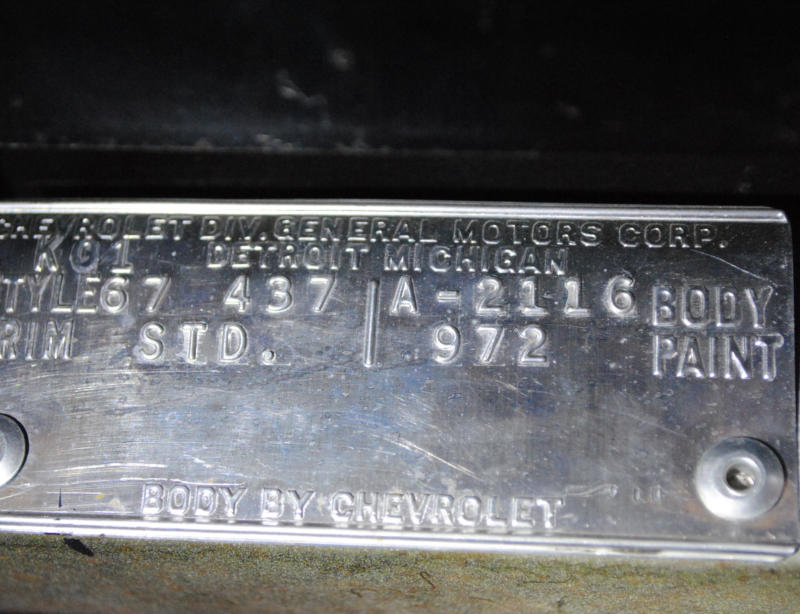 CHEVROLET DIV. GENERAL MOTORS CORP.
K01 DETROIT MICHIGAN
STYLE 67 437 | A-2116 BODY
TRIM STD. | 972 PAINT
BODY BY CHEVROLET